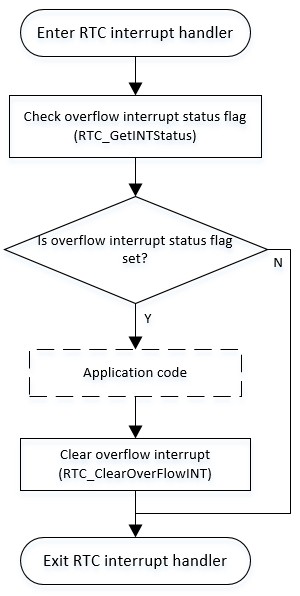 Enter RTC interrupt handler
Check overflow interrupt status flag
(RTC_GetINTStatus)
Is overflow interrupt status flag
set?
N
Y
Application code
Clear overflow interrupt
(RTC_ClearOverFlowINT)
Exit RTC interrupt handler